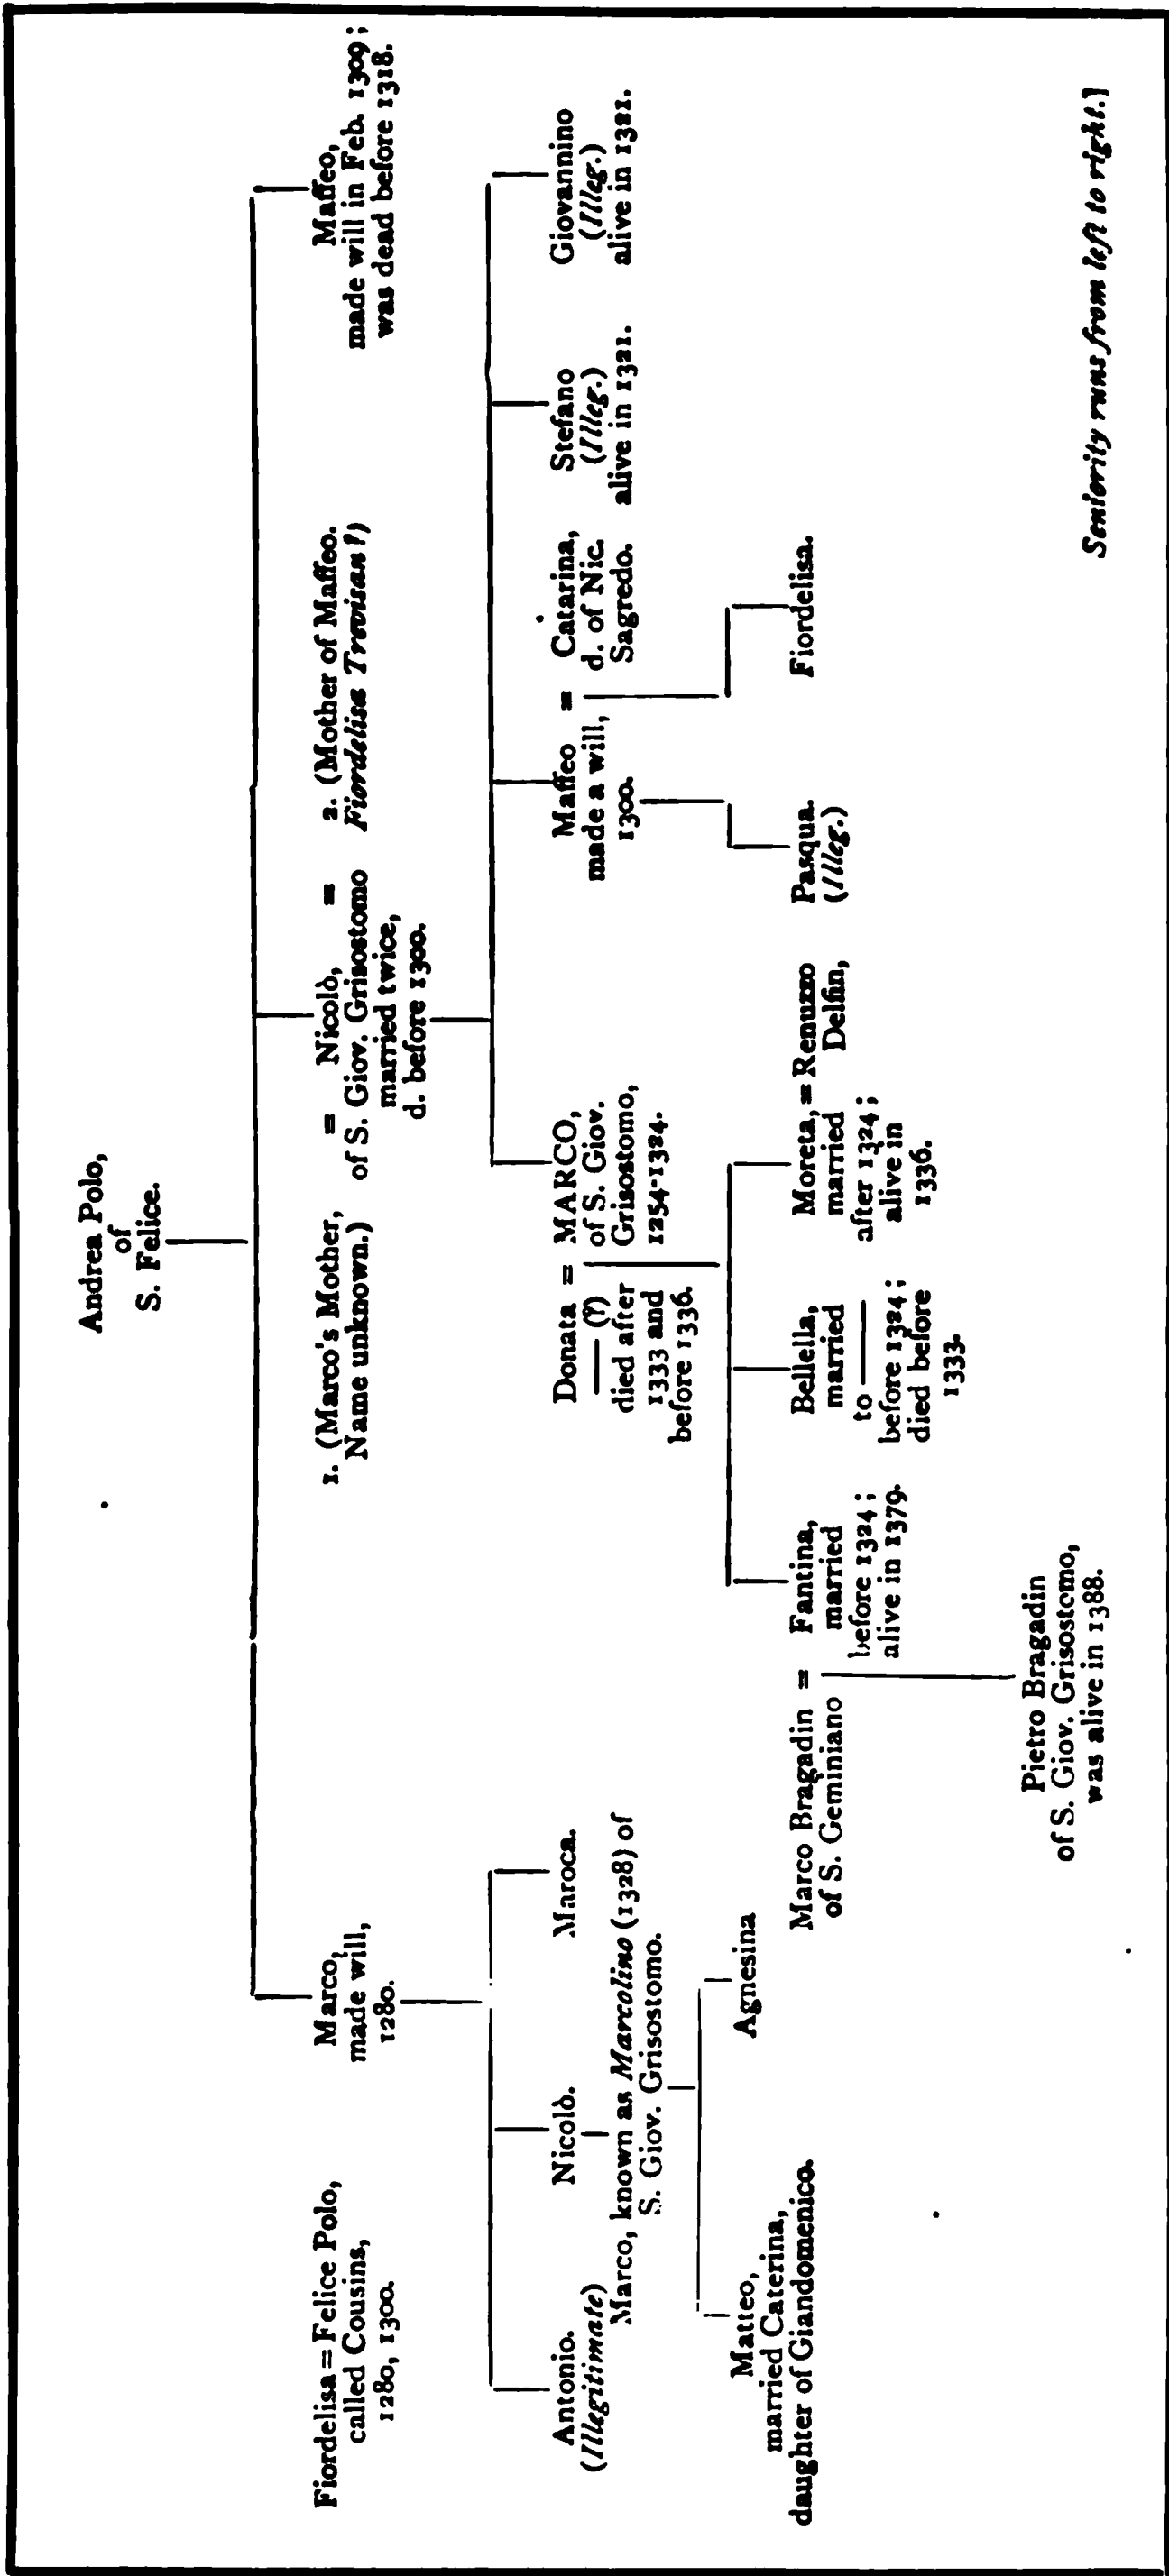 Andrea Polo,
of
S. Felice.
Fiordelisa = Felice Polo,
called Cousins,
1280, 1300.
Marco,
made will,
1280.
1. (Marco's Mother,
Name unknown.)
= Nicolò, =
of S. Giov. Grisostomo
married twice,
d. before 1300.
2. (Mother of Maffeo.
Fiordelisa Trevisan?)
Maffeo,
made will in Feb. 1309;
was dead before 1318.
Antonio.
(Illegitimate)
Nicolò.
Maroca.
Marco, known as Marcolino (1328) of
S. Giov. Grisostomo.
Donata =
—— (?)
died after
1333 and
before 1336.
MARCO,
of S. Giov.
Grisostomo,
1254-1324.
Maffeo =
made a will,
1300.
Catarina,
d. of Nic.
Sagredo.
Stefano
(Illeg.)
alive in 1321.
Giovannino
(Illeg.)
alive in 1321.
Matteo,
married Caterina,
daughter of Giandomenico.
Agnesina
Marco Bragadin =
of S. Geminiano
Fantina,
married
before 1324;
alive in 1379.
Bellella,
married
to ——
before 1324;
died before
1333.
Moreta, = Renuzzo
married Delfin,
after 1324;
alive in
1336.
Pasqua.
(Illeg.)
Fiordelisa.
Pietro Bragadin
of S. Giov. Grisostomo,
was alive in 1388.
Seniority runs from left to right.]